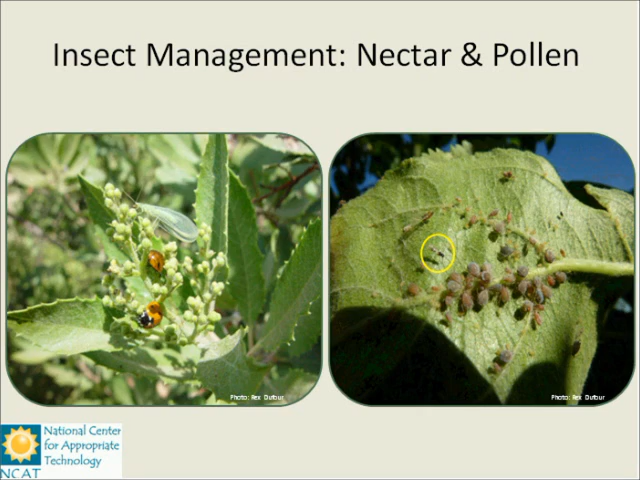 Insect Management: Nectar & Pollen
Photo: Rex Dufour
Photo: Rex Dufour
National Center
for Appropriate
Technology
NCAT